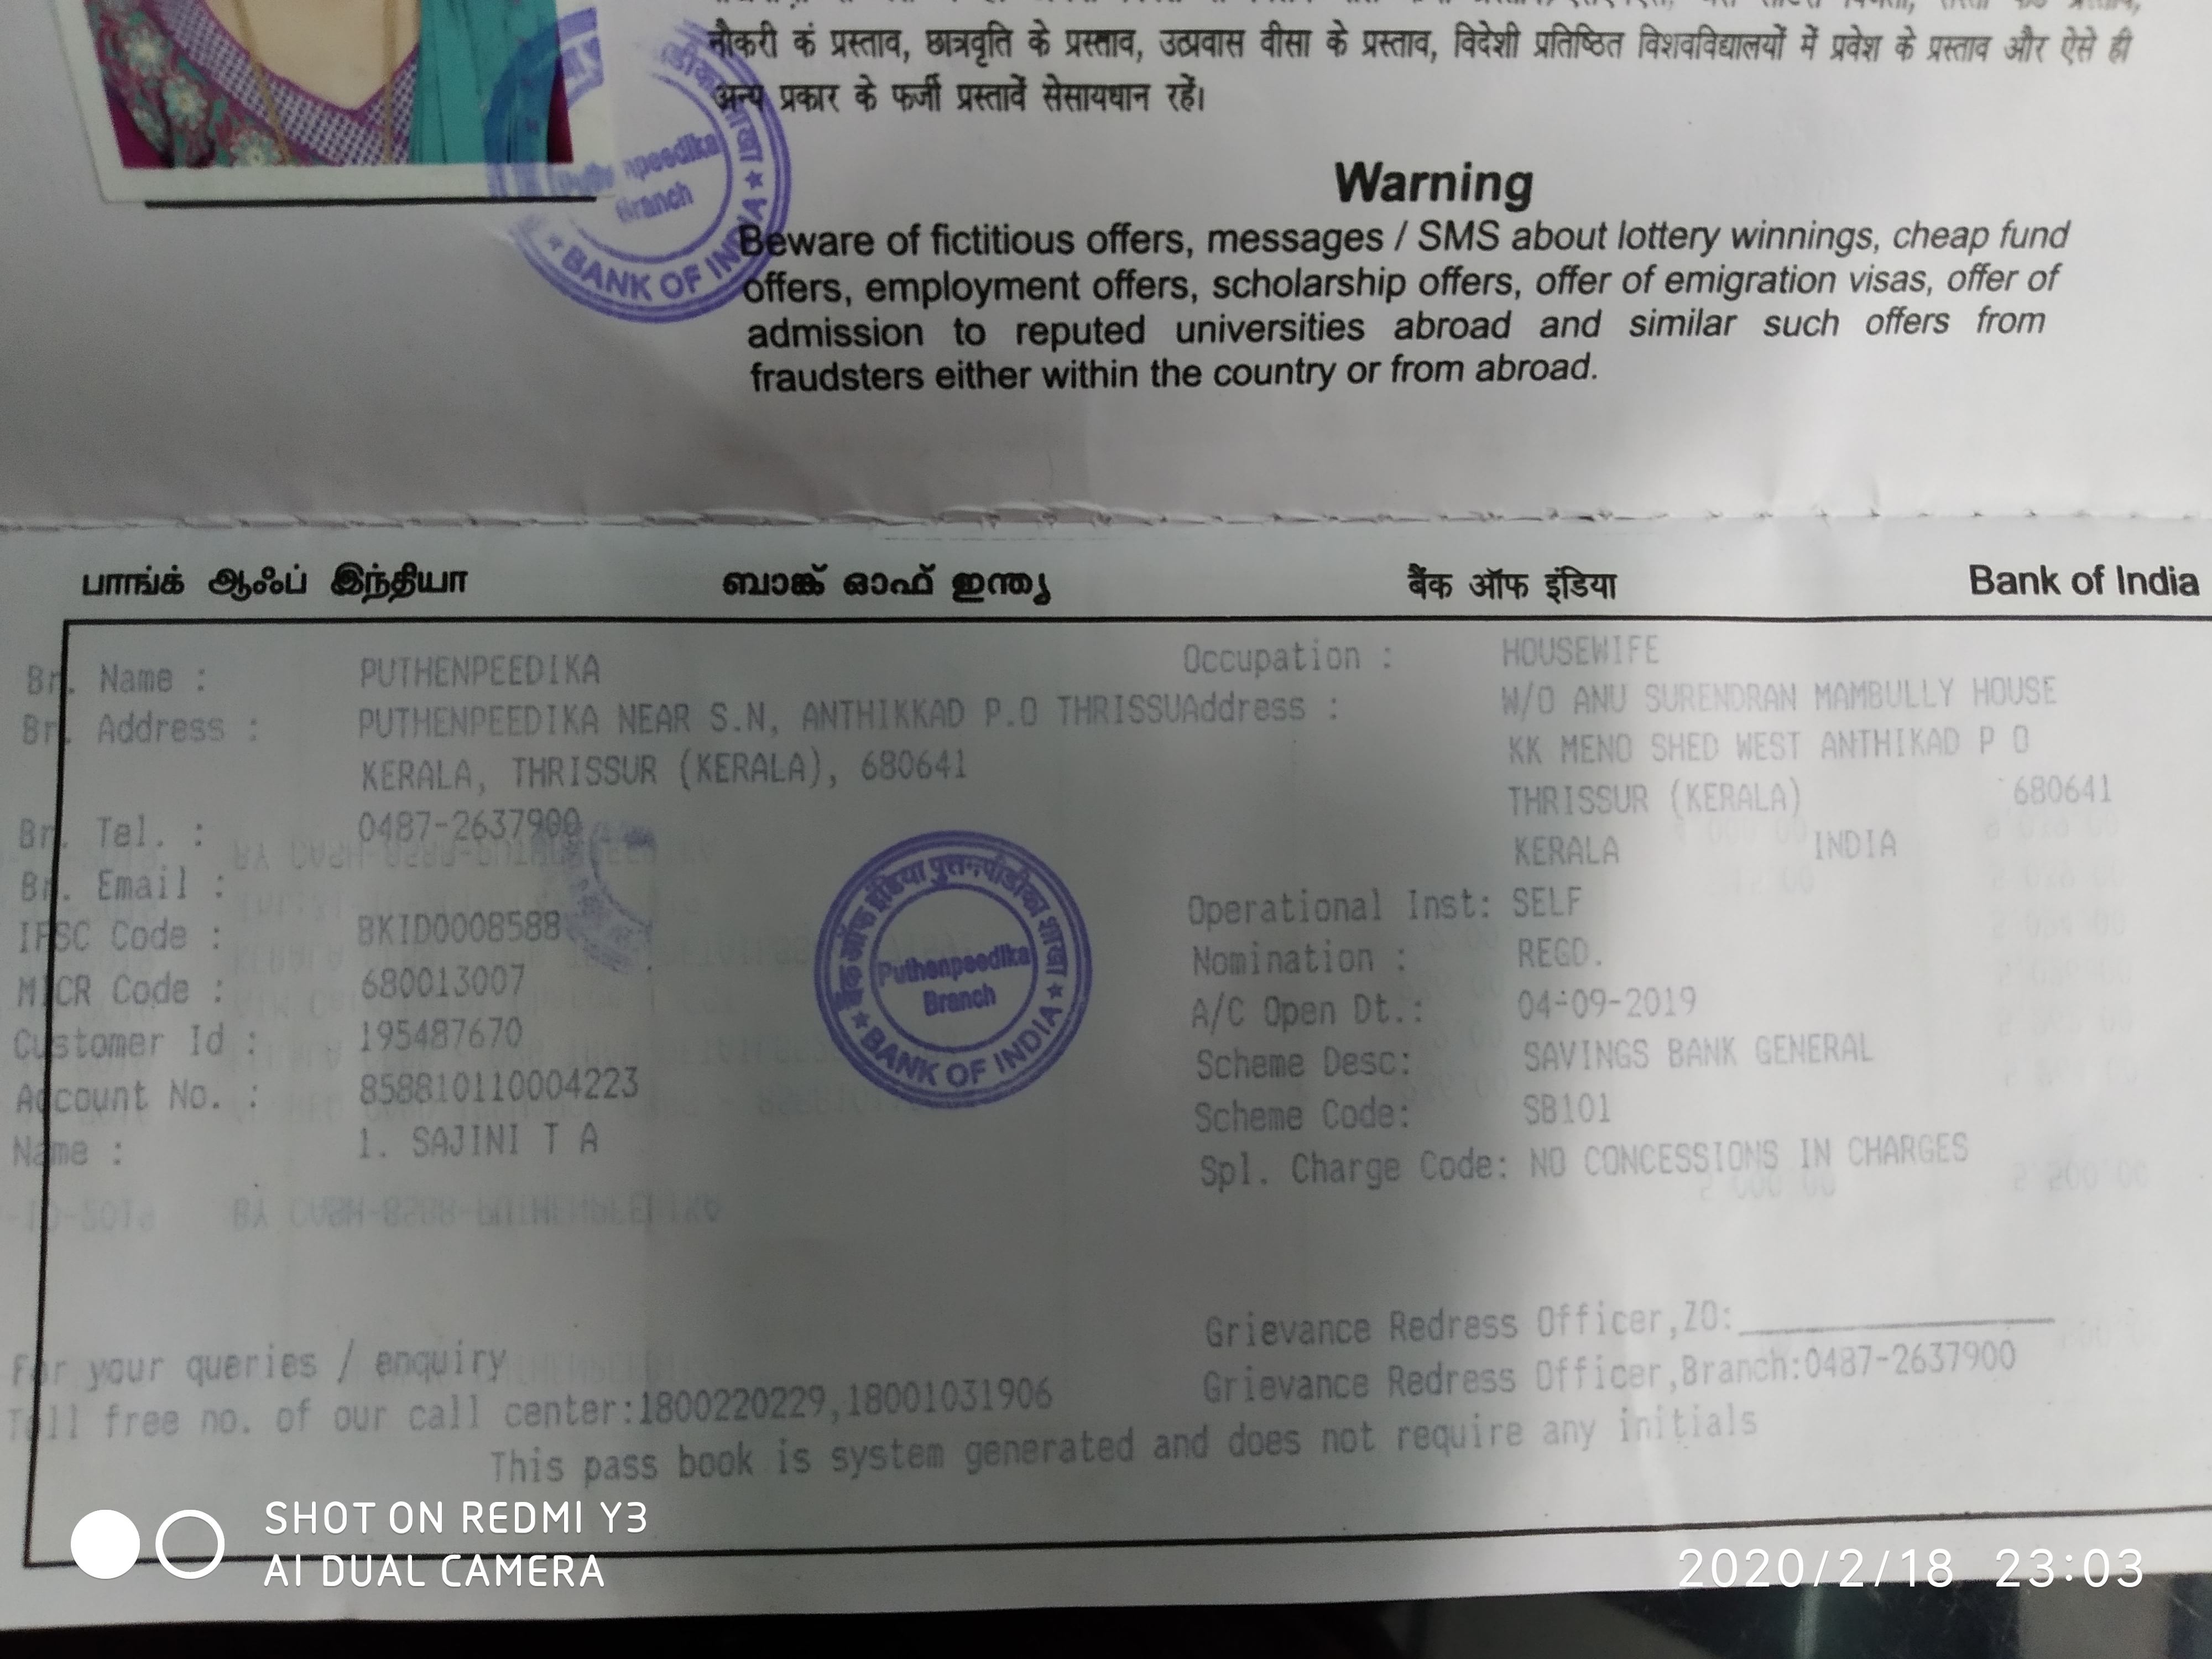 नौकरी कं प्रस्ताव, छात्रवृति के प्रस्ताव, उत्प्रवास वीसा के प्रस्ताव, विदेशी प्रतिष्ठित विशवविद्यालयों में प्रवेश के प्रस्ताव और ऐसे ही
अन्य प्रकार के फर्जी प्रस्तावें सेसायधान रहें।
Puthenpeedika
Branch
BANK OF INDIA
Warning
Beware of fictitious offers, messages / SMS about lottery winnings, cheap fund
offers, employment offers, scholarship offers, offer of emigration visas, offer of
admission to reputed universities abroad and similar such offers from
fraudsters either within the country or from abroad.
பாங்க் ஆஃப் இந்தியா ബാങ്ക് ഓഫ് ഇന്ത്യ बैंक ऑफ इंडिया Bank of India
Br. Name : PUTHENPEEDIKA
Br. Address : PUTHENPEEDIKA NEAR S.N, ANTHIKKAD P.O THRISSU
KERALA, THRISSUR (KERALA), 680641
Br. Tel. : 0487-2637900
Br. Email :
IFSC Code : BKID0008588
MICR Code : 680013007
Customer Id : 195487670
Account No. : 858810110004223
Name : 1. SAJINI T A
बैंक ऑफ इंडिया पुत्तनपीडीका शाखा
Puthenpeedika
Branch
BANK OF INDIA
Occupation : HOUSEWIFE
Address : W/O ANU SURENDRAN MAMBULLY HOUSE
KK MENO SHED WEST ANTHIKAD P O
THRISSUR (KERALA) 680641
KERALA INDIA
Operational Inst: SELF
Nomination : REGD.
A/C Open Dt.: 04-09-2019
Scheme Desc: SAVINGS BANK GENERAL
Scheme Code: SB101
Spl. Charge Code: NO CONCESSIONS IN CHARGES
Grievance Redress Officer,ZO:
Grievance Redress Officer,Branch:0487-2637900
For your queries / enquiry
Toll free no. of our call center:1800220229,18001031906
This pass book is system generated and does not require any initials
SHOT ON REDMI Y3
AI DUAL CAMERA
2020/2/18 23:03